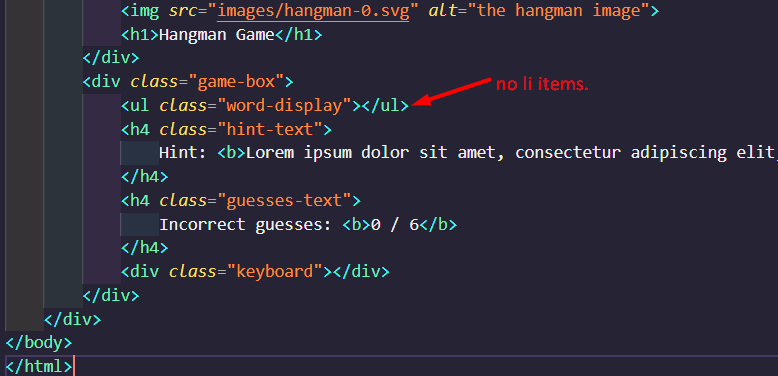 <img src="images/hangman-0.svg" alt="the hangman image">
<h1>Hangman Game</h1>
</div>
<div class="game-box">
<ul class="word-display"></ul>
no li items.
<h4 class="hint-text">
Hint: <b>Lorem ipsum dolor sit amet, consectetur adipiscing elit,
</h4>
<h4 class="guesses-text">
Incorrect guesses: <b>0 / 6</b>
</h4>
<div class="keyboard"></div>
</div>
</div>
</body>
</html>